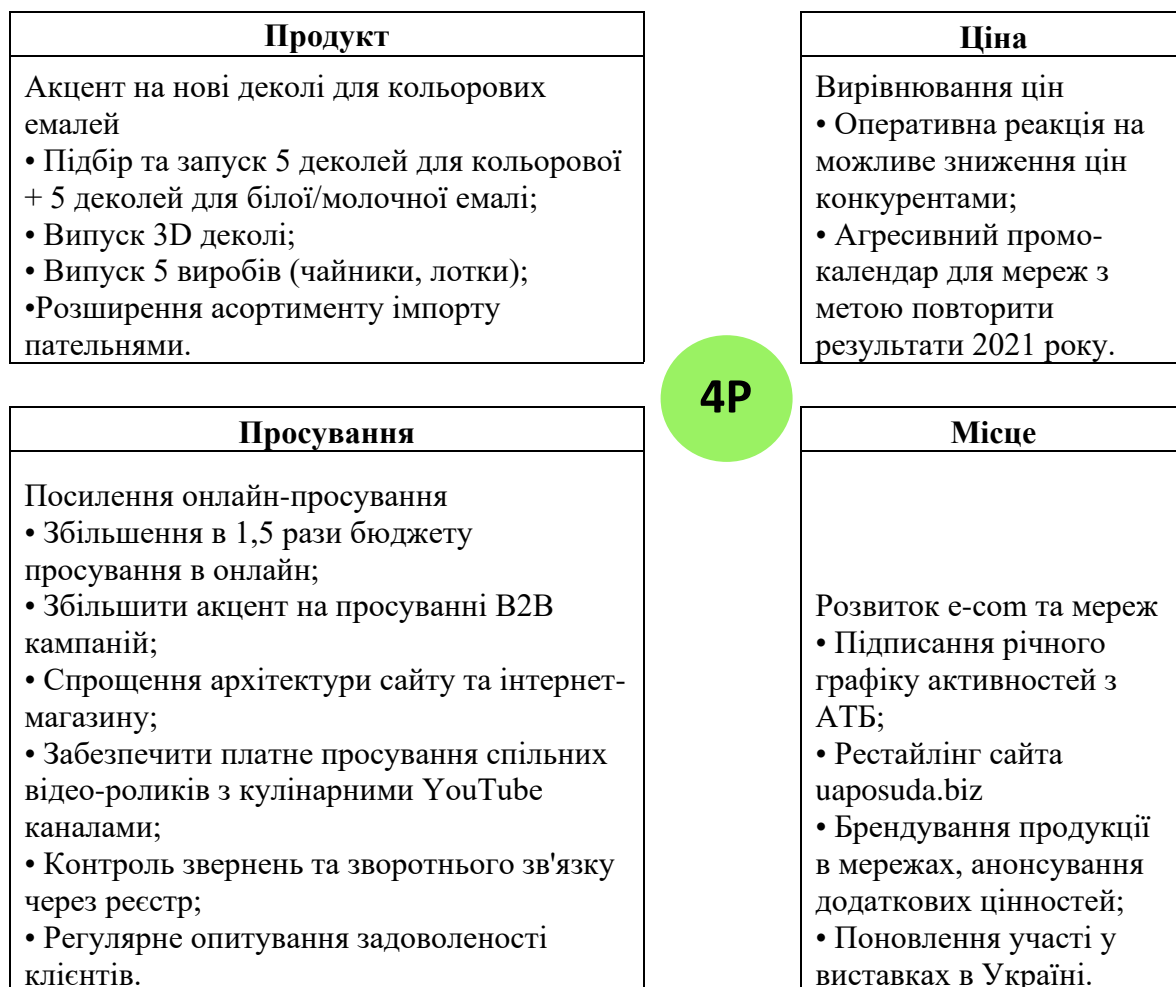 Продукт
Акцент на нові деколі для кольорових
емалей
• Підбір та запуск 5 деколей для кольорової
+ 5 деколей для білої/молочної емалі;
• Випуск 3D деколі;
• Випуск 5 виробів (чайники, лотки);
•Розширення асортименту імпорту
пательнями.
Ціна
Вирівнювання цін
• Оперативна реакція на
можливе зниження цін
конкурентами;
• Агресивний промо-
календар для мереж з
метою повторити
результати 2021 року.
4P
Просування
Посилення онлайн-просування
• Збільшення в 1,5 рази бюджету
просування в онлайн;
• Збільшити акцент на просуванні B2B
кампаній;
• Спрощення архітектури сайту та інтернет-
магазину;
• Забезпечити платне просування спільних
відео-роликів з кулінарними YouTube
каналами;
• Контроль звернень та зворотнього зв'язку
через реєстр;
• Регулярне опитування задоволеності
клієнтів.
Місце
Розвиток e-com та мереж
• Підписання річного
графіку активностей з
АТБ;
• Рестайлінг сайта
uaposuda.biz
• Брендування продукції
в мережах, анонсування
додаткових цінностей;
• Поновлення участі у
виставках в Україні.